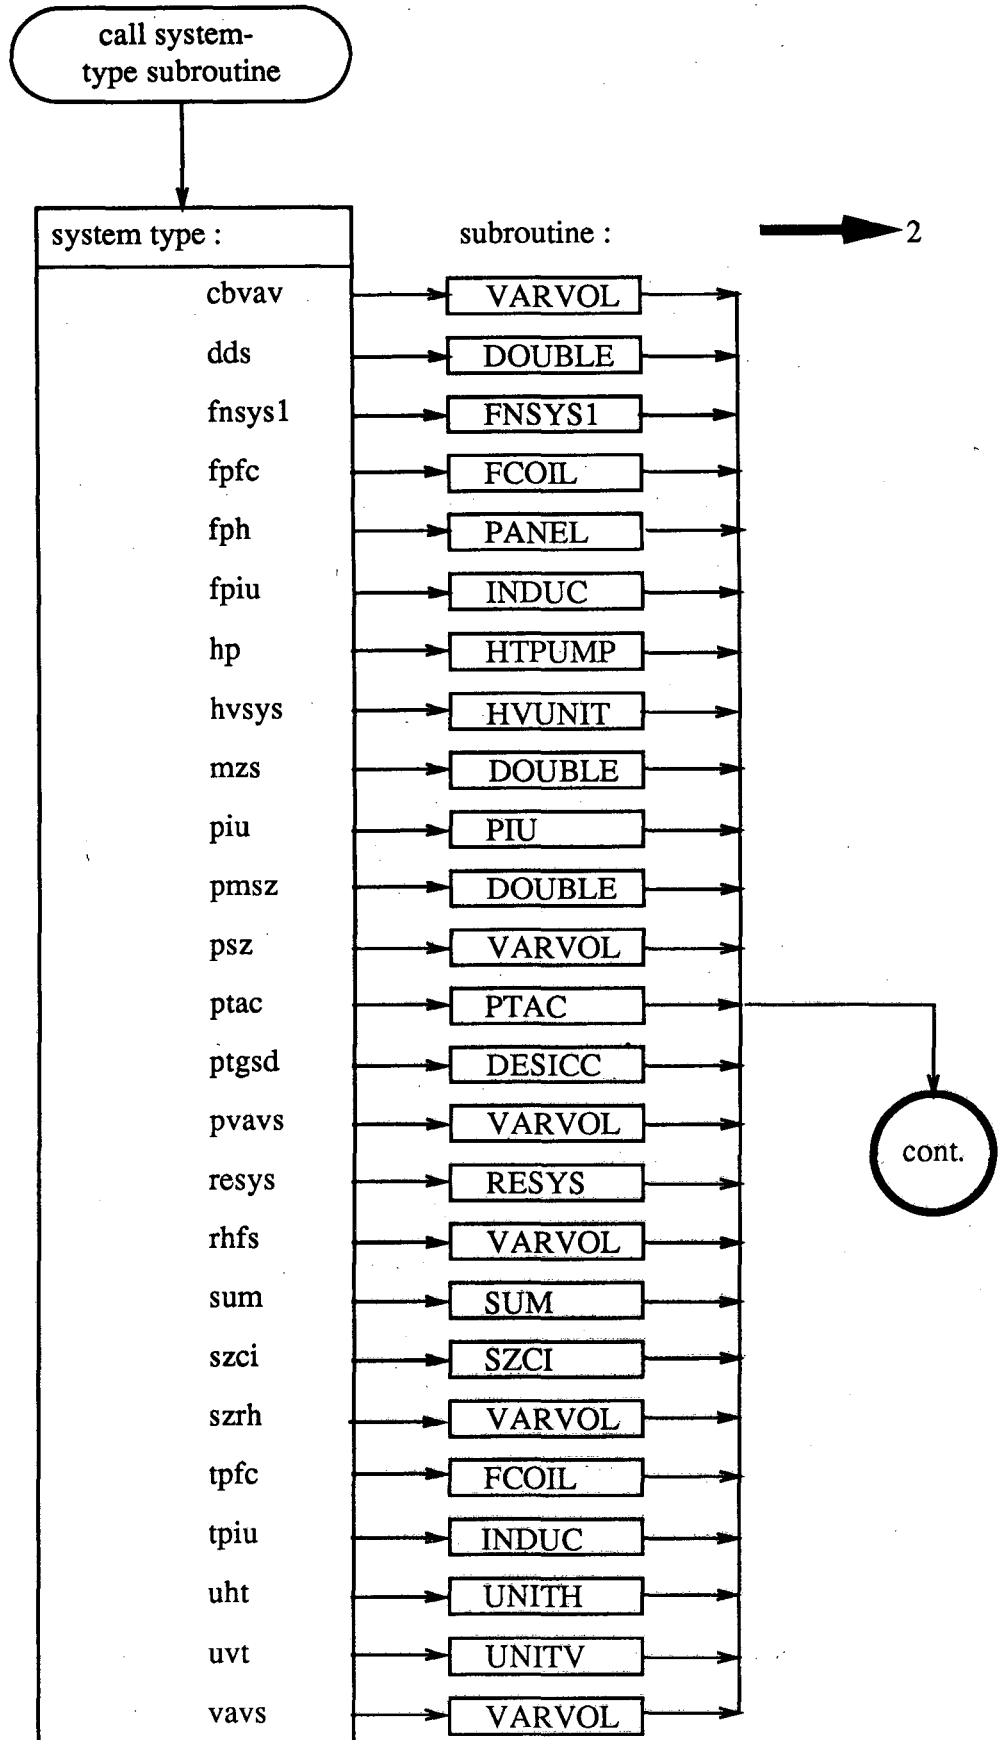 call system-
type subroutine
system type : subroutine : 2
cbvav VARVOL
dds DOUBLE
fnsys1 FNSYS1
fpfc FCOIL
fph PANEL
fpiu INDUC
hp HTPUMP
hvsys HVUNIT
mzs DOUBLE
piu PIU
pmsz DOUBLE
psz VARVOL
ptac PTAC
ptgsd DESICC
pvavs VARVOL
cont.
resys RESYS
rhfs VARVOL
sum SUM
szci SZCI
szrh VARVOL
tpfc FCOIL
tpiu INDUC
uht UNITH
uvt UNITV
vavs VARVOL